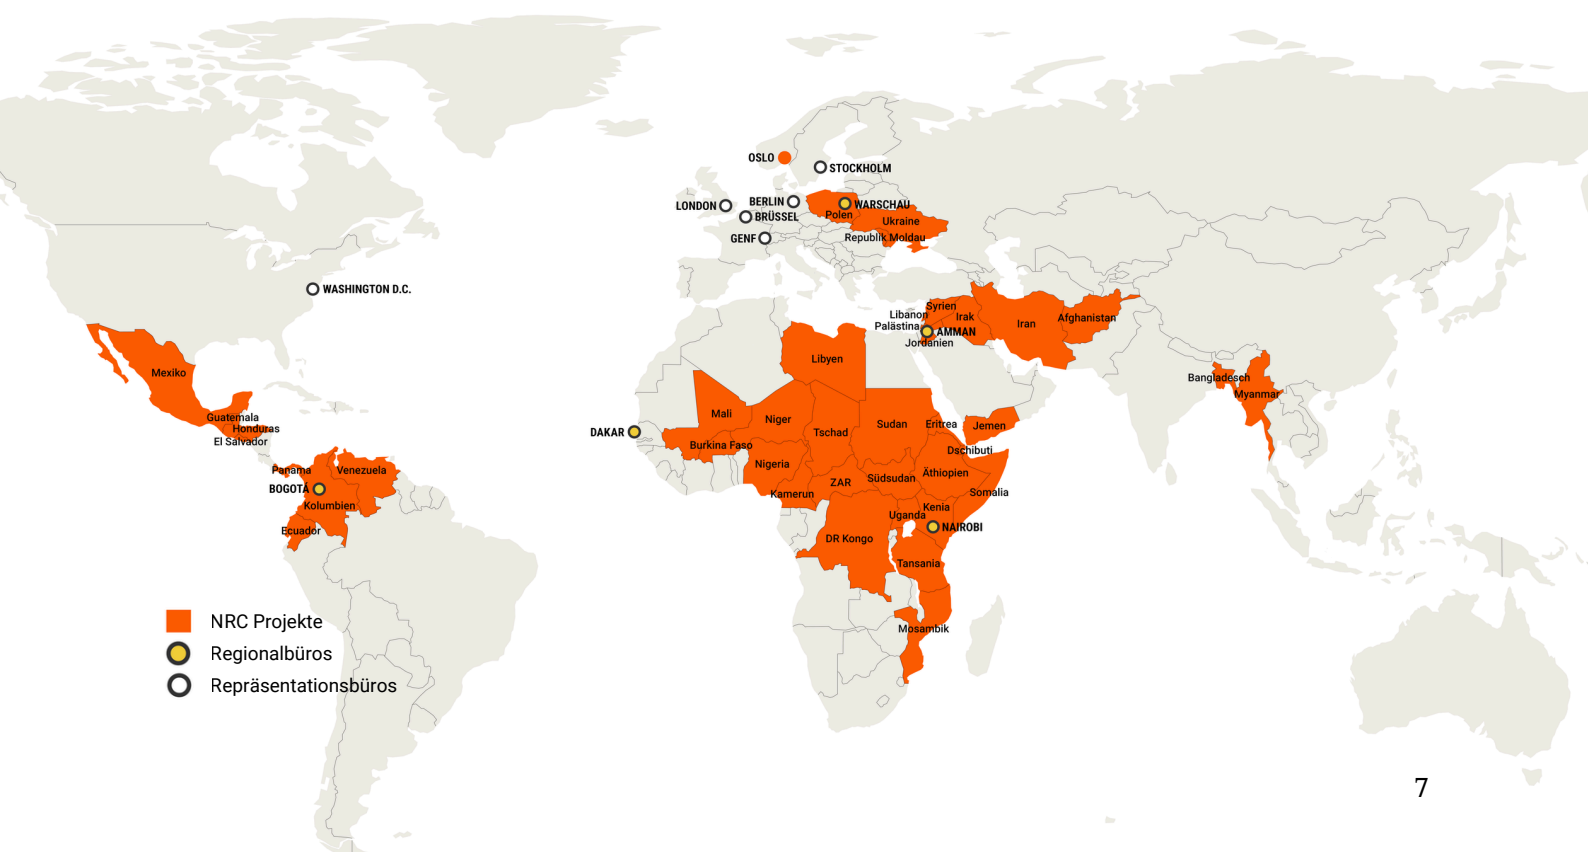 OSLO
STOCKHOLM
LONDON
BERLIN
WARSCHAU
BRÜSSEL
Polen
Ukraine
GENF
Republik Moldau
WASHINGTON D.C.
Syrien
Libanon
Irak
Palästina
AMMAN
Jordanien
Iran
Afghanistan
Libyen
Mexiko
Bangladesch
Myanmar
Guatemala
Honduras
El Salvador
Mali
Niger
Tschad
Sudan
Eritrea
Jemen
DAKAR
Burkina Faso
Dschibuti
Panama
Venezuela
Nigeria
ZAR
Südsudan
Äthiopien
BOGOTÁ
Kamerun
Somalia
Kolumbien
Kenia
Uganda
NAIROBI
Ecuador
DR Kongo
Tansania
Mosambik
NRC Projekte
Regionalbüros
Repräsentationsbüros
7